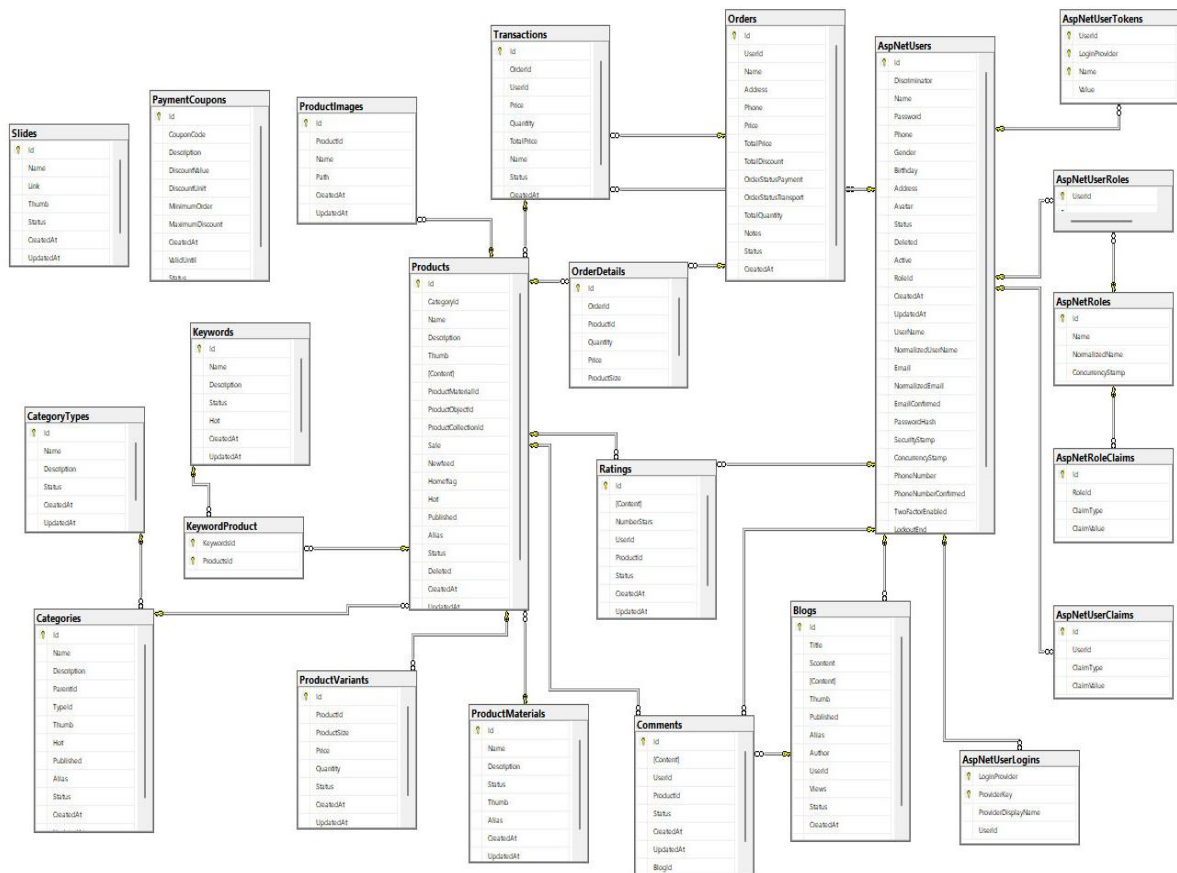 Slides
Id
Name
Link
Thumb
Status
CreatedAt
UpdatedAt
PaymentCoupons
Id
CouponCode
Description
DiscountValue
DiscountUnit
MinimumOrder
MaximumDiscount
CreatedAt
ValidUntil
Status
ProductImages
Id
ProductId
Name
Path
CreatedAt
UpdatedAt
Transactions
Id
OrderId
UserId
Price
Quantity
TotalPrice
Name
Status
CreatedAt
Orders
Id
UserId
Name
Address
Phone
Price
TotalPrice
TotalDiscount
OrderStatusPayment
OrderStatusTransport
TotalQuantity
Notes
Status
CreatedAt
AspNetUsers
Id
Discriminator
Name
Password
Phone
Gender
Birthday
Address
Avatar
Status
Deleted
Active
RoleId
CreatedAt
UpdatedAt
UserName
NormalizedUserName
Email
NormalizedEmail
EmailConfirmed
PasswordHash
SecurityStamp
ConcurrencyStamp
PhoneNumber
PhoneNumberConfirmed
TwoFactorEnabled
LockoutEnd
AspNetUserTokens
UserId
LoginProvider
Name
Value
AspNetUserRoles
UserId
AspNetRoles
Id
Name
NormalizedName
ConcurrencyStamp
AspNetRoleClaims
Id
RoleId
ClaimType
ClaimValue
AspNetUserClaims
Id
UserId
ClaimType
ClaimValue
AspNetUserLogins
LoginProvider
ProviderKey
ProviderDisplayName
UserId
Products
Id
CategoryId
Name
Description
Thumb
[Content]
ProductMaterialId
ProductObjectId
ProductCollectionId
Sale
Newfeed
Homeflag
Hot
Published
Alias
Status
Deleted
CreatedAt
UpdatedAt
OrderDetails
Id
OrderId
ProductId
Quantity
Price
ProductSize
Keywords
Id
Name
Description
Status
Hot
CreatedAt
UpdatedAt
CategoryTypes
Id
Name
Description
Status
CreatedAt
UpdatedAt
KeywordProduct
KeywordsId
ProductsId
Ratings
Id
[Content]
NumberStars
UserId
ProductId
Status
CreatedAt
UpdatedAt
Categories
Id
Name
Description
ParentId
TypeId
Thumb
Hot
Published
Alias
Status
CreatedAt
ProductVariants
Id
ProductId
ProductSize
Price
Quantity
Status
CreatedAt
UpdatedAt
ProductMaterials
Id
Name
Description
Status
Thumb
Alias
CreatedAt
UpdatedAt
Comments
Id
[Content]
UserId
ProductId
Status
CreatedAt
UpdatedAt
BlogId
Blogs
Id
Title
Scontent
[Content]
Thumb
Published
Alias
Author
UserId
Views
Status
CreatedAt